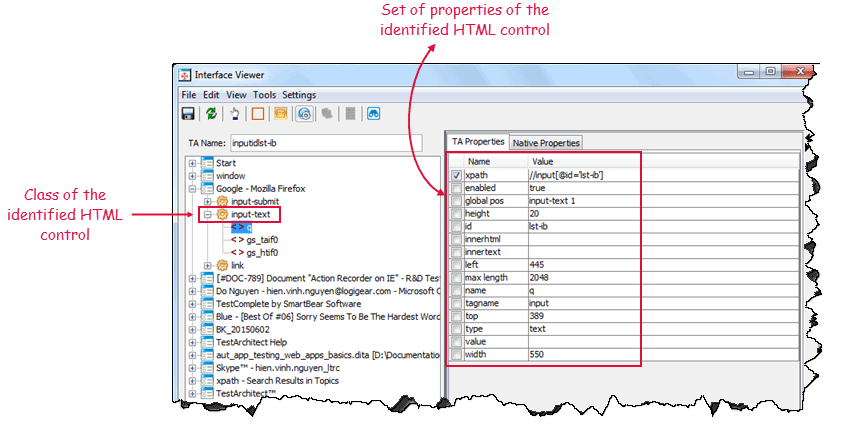 Set of properties of the
identified HTML control
Interface Viewer
File Edit View Tools Settings
TA Name: inputidlst-ib
Class of the
identified HTML
control
Start
window
Google - Mozilla Firefox
input-submit
input-text
q
gs_taif0
gs_htif0
link
[#DOC-789] Document "Action Recorder on IE" - R&D Test
Do Nguyen - hien.vinh.nguyen@logigear.com - Microsoft O
TestComplete by SmartBear Software
Blue - [Best Of #06] Sorry Seems To Be The Hardest Word
BK_20150602
TestArchitect Help
aut_app_testing_web_apps_basics.dita [D:\Documentation
Skype™ - hien.vinh.nguyen_ltrc
xpath - Search Results in Topics
TestArchitect™
TA Properties Native Properties
Name Value
xpath //input[@id='lst-ib']
enabled true
global pos input-text 1
height 20
id lst-ib
innerhtml
innertext
left 445
max length 2048
name q
tagname input
top 389
type text
value
width 550